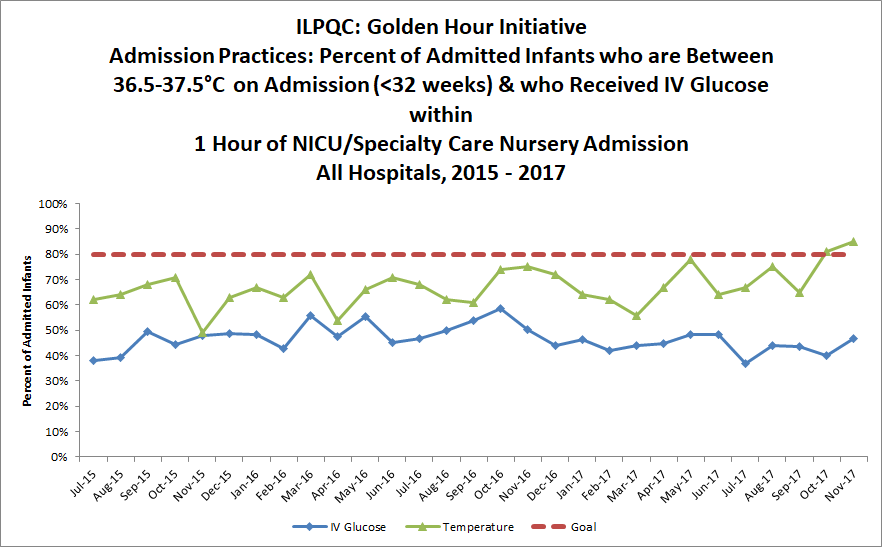 ILPQC: Golden Hour Initiative
Admission Practices: Percent of Admitted Infants who are Between
36.5-37.5°C on Admission (<32 weeks) & who Received IV Glucose
within
1 Hour of NICU/Specialty Care Nursery Admission
All Hospitals, 2015 - 2017
100%
90%
80%
70%
60%
50%
40%
30%
20%
10%
0%
Percent of Admitted Infants
Jul-15
Aug-15
Sep-15
Oct-15
Nov-15
Dec-15
Jan-16
Feb-16
Mar-16
Apr-16
May-16
Jun-16
Jul-16
Aug-16
Sep-16
Oct-16
Nov-16
Dec-16
Jan-17
Feb-17
Mar-17
Apr-17
May-17
Jun-17
Jul-17
Aug-17
Sep-17
Oct-17
Nov-17
IV Glucose
Temperature
Goal